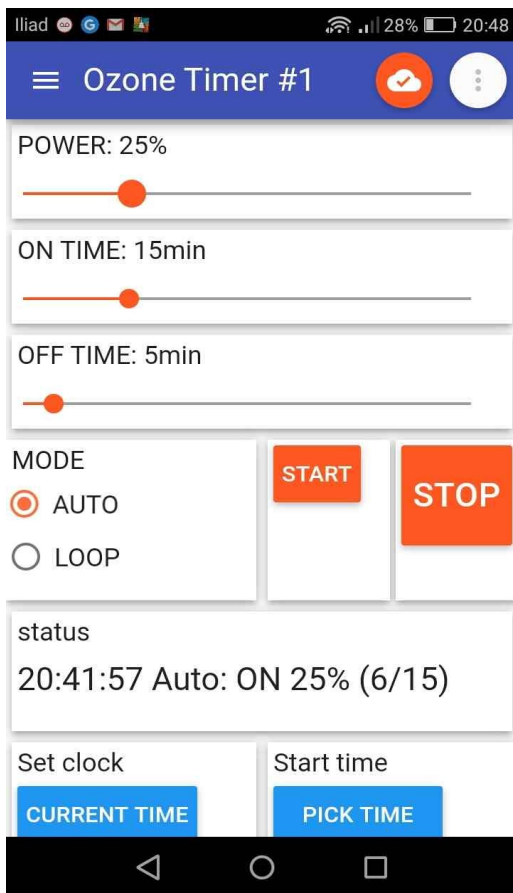 Iliad 28% 20:48
Ozone Timer #1
POWER: 25%
ON TIME: 15min
OFF TIME: 5min
MODE
AUTO
LOOP
START
STOP
status
20:41:57 Auto: ON 25% (6/15)
Set clock
CURRENT TIME
Start time
PICK TIME